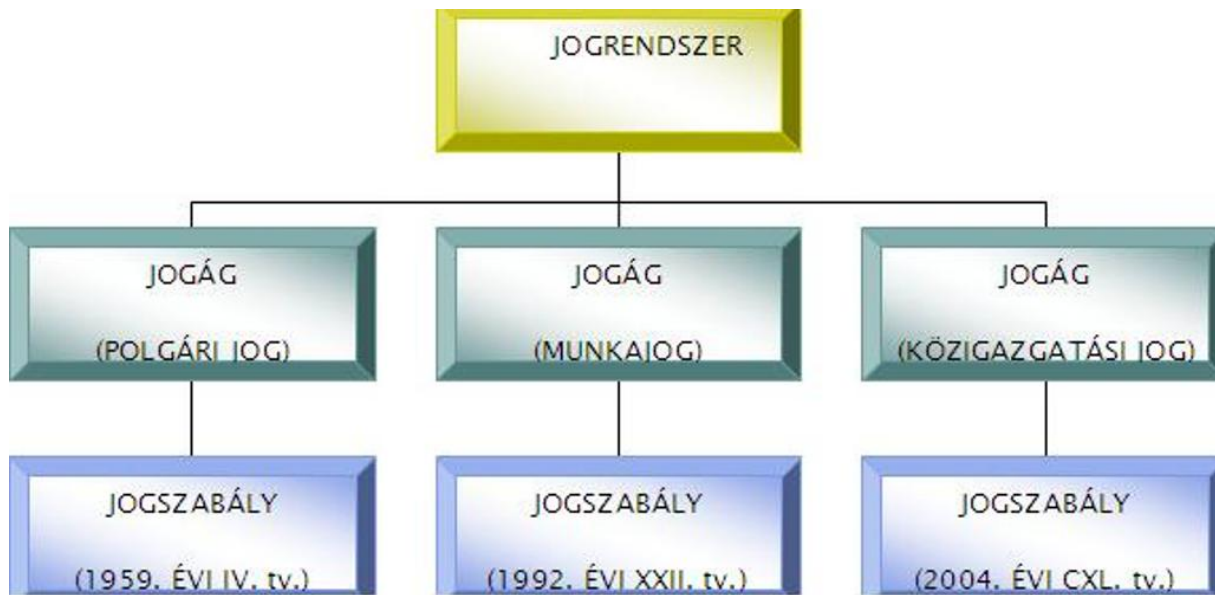 JOGRENDSZER
JOGÁG
(POLGÁRI JOG)
JOGÁG
(MUNKAJOG)
JOGÁG
(KÖZIGAZGATÁSI JOG)
JOGSZABÁLY
(1959. ÉVI IV. tv.)
JOGSZABÁLY
(1992. ÉVI XXII. tv.)
JOGSZABÁLY
(2004. ÉVI CXL. tv.)